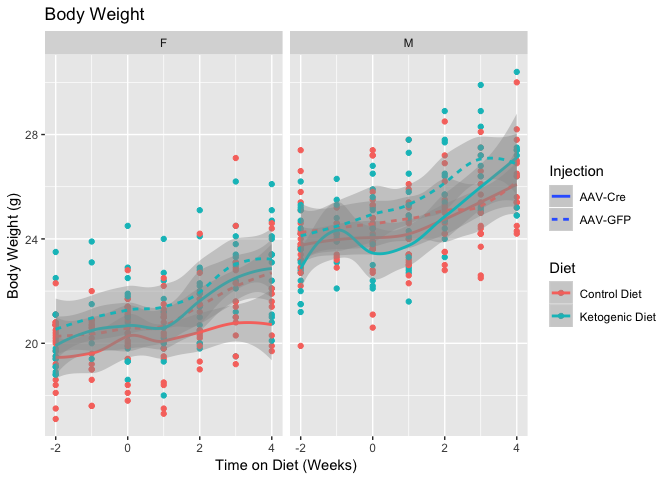 Body Weight
F
M
Body Weight (g)
28
24
20
-2
0
2
4
-2
0
2
4
Time on Diet (Weeks)
Injection
AAV-Cre
AAV-GFP
Diet
Control Diet
Ketogenic Diet